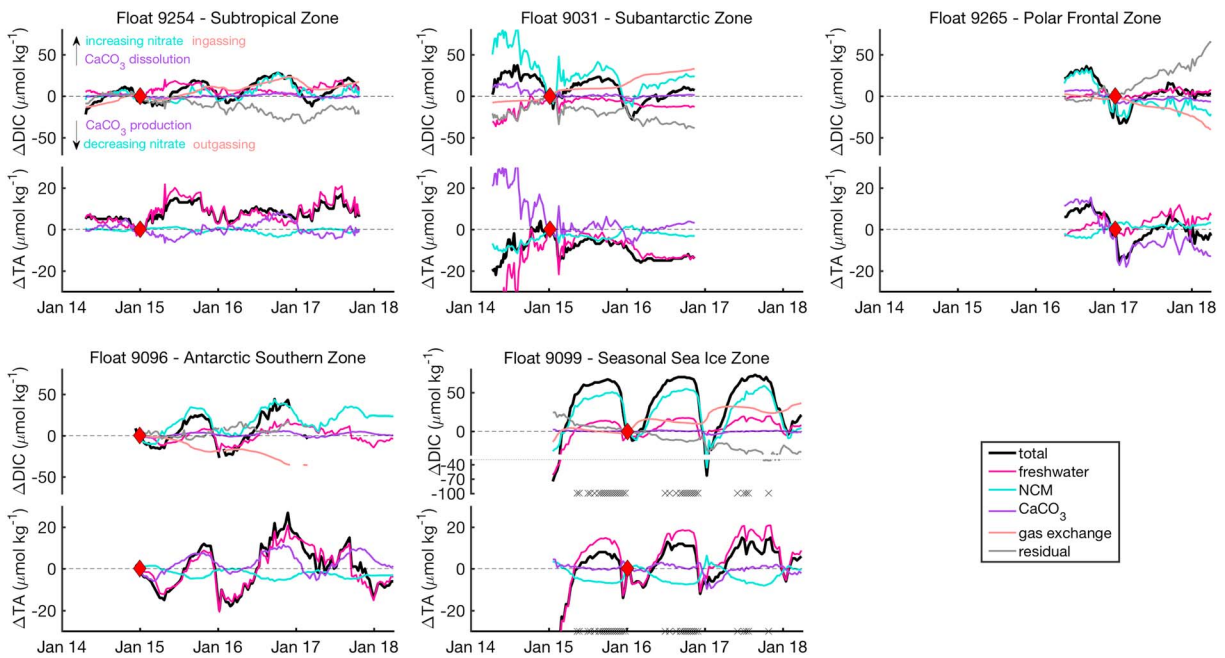 Float 9254 - Subtropical Zone
50
0
-50
ΔDIC (μmol kg⁻¹)
increasing nitrate ingassing
CaCO₃ dissolution
CaCO₃ production
decreasing nitrate outgassing
20
0
-20
ΔTA (μmol kg⁻¹)
Jan 14 Jan 15 Jan 16 Jan 17 Jan 18
Float 9031 - Subantarctic Zone
50
0
-50
ΔDIC (μmol kg⁻¹)
20
0
-20
ΔTA (μmol kg⁻¹)
Jan 14 Jan 15 Jan 16 Jan 17 Jan 18
Float 9265 - Polar Frontal Zone
50
0
-50
ΔDIC (μmol kg⁻¹)
20
0
-20
ΔTA (μmol kg⁻¹)
Jan 14 Jan 15 Jan 16 Jan 17 Jan 18
Float 9096 - Antarctic Southern Zone
50
0
-50
ΔDIC (μmol kg⁻¹)
20
0
-20
ΔTA (μmol kg⁻¹)
Jan 14 Jan 15 Jan 16 Jan 17 Jan 18
Float 9099 - Seasonal Sea Ice Zone
50
0
-40
-70
-100
ΔDIC (μmol kg⁻¹)
20
0
-20
ΔTA (μmol kg⁻¹)
Jan 14 Jan 15 Jan 16 Jan 17 Jan 18
total
freshwater
NCM
CaCO₃
gas exchange
residual